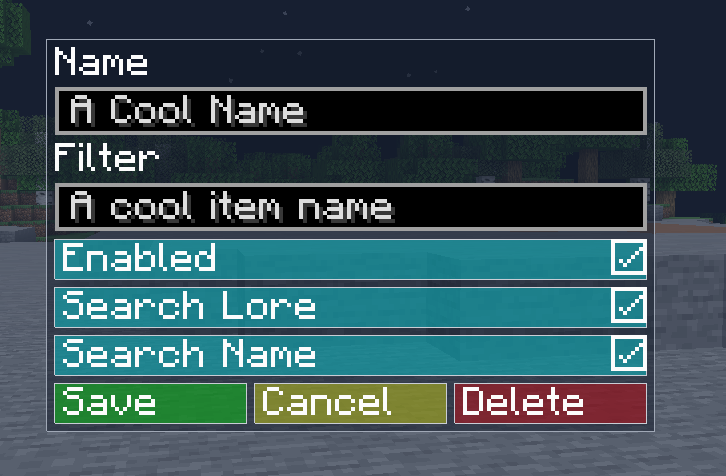 Name
A Cool Name
Filter
A cool item name
Enabled
Search Lore
Search Name
Save Cancel Delete